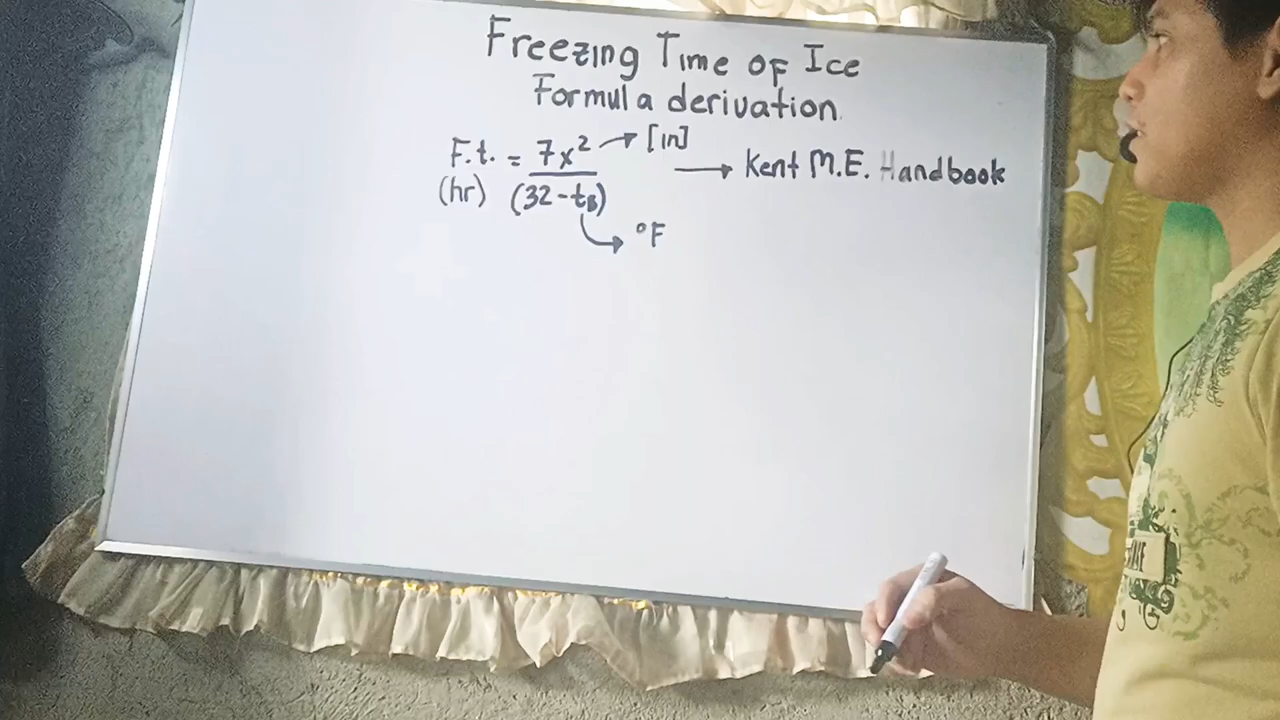 Freezing Time of Ice
Formula derivation.
F.t. = 7x² → [in]
(hr) (32-tB)
→ Kent M.E. Handbook
°F